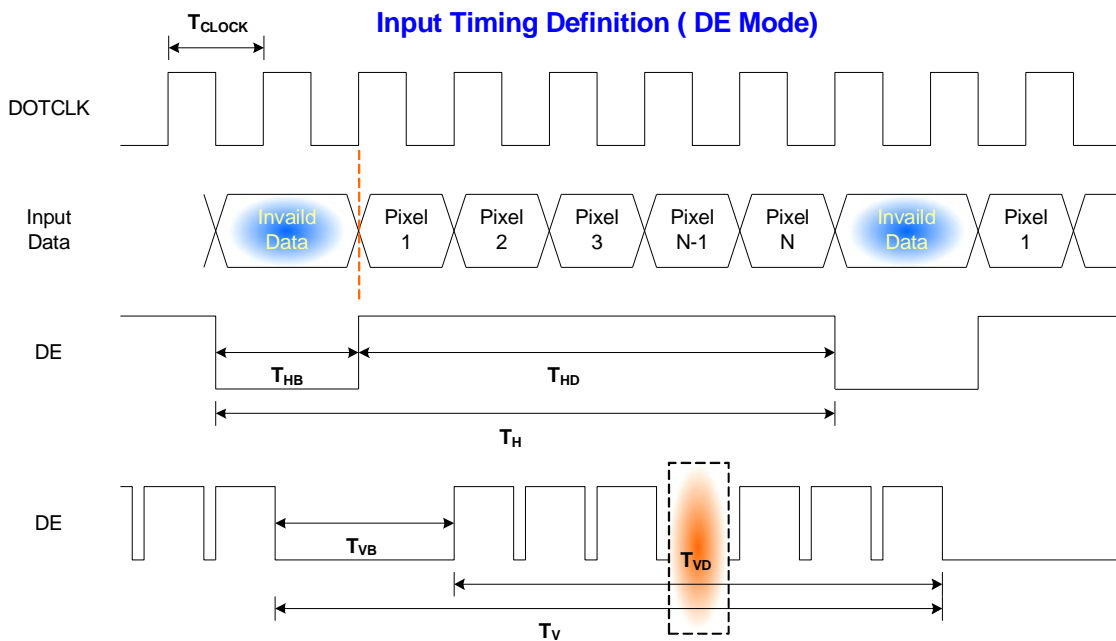 Input Timing Definition ( DE Mode)
TCLOCK
DOTCLK
Input
Data
Invaild
Data
Pixel
1
Pixel
2
Pixel
3
Pixel
N-1
Pixel
N
Invaild
Data
Pixel
1
DE
THB
THD
TH
DE
TVB
TVD
TV